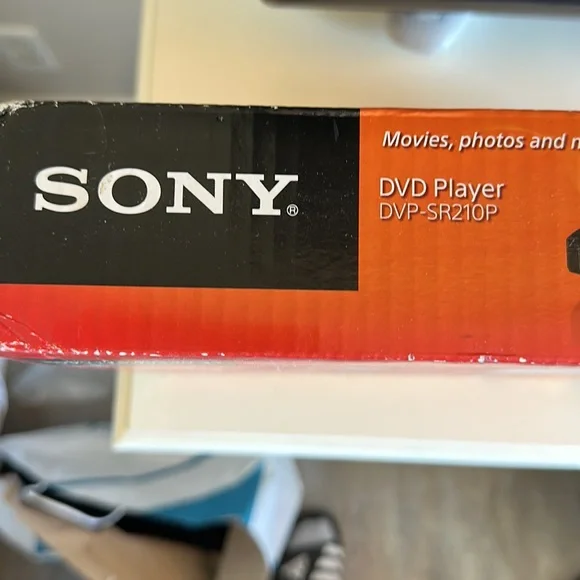 SONY®
Movies, photos and
DVD Player
DVP-SR210P